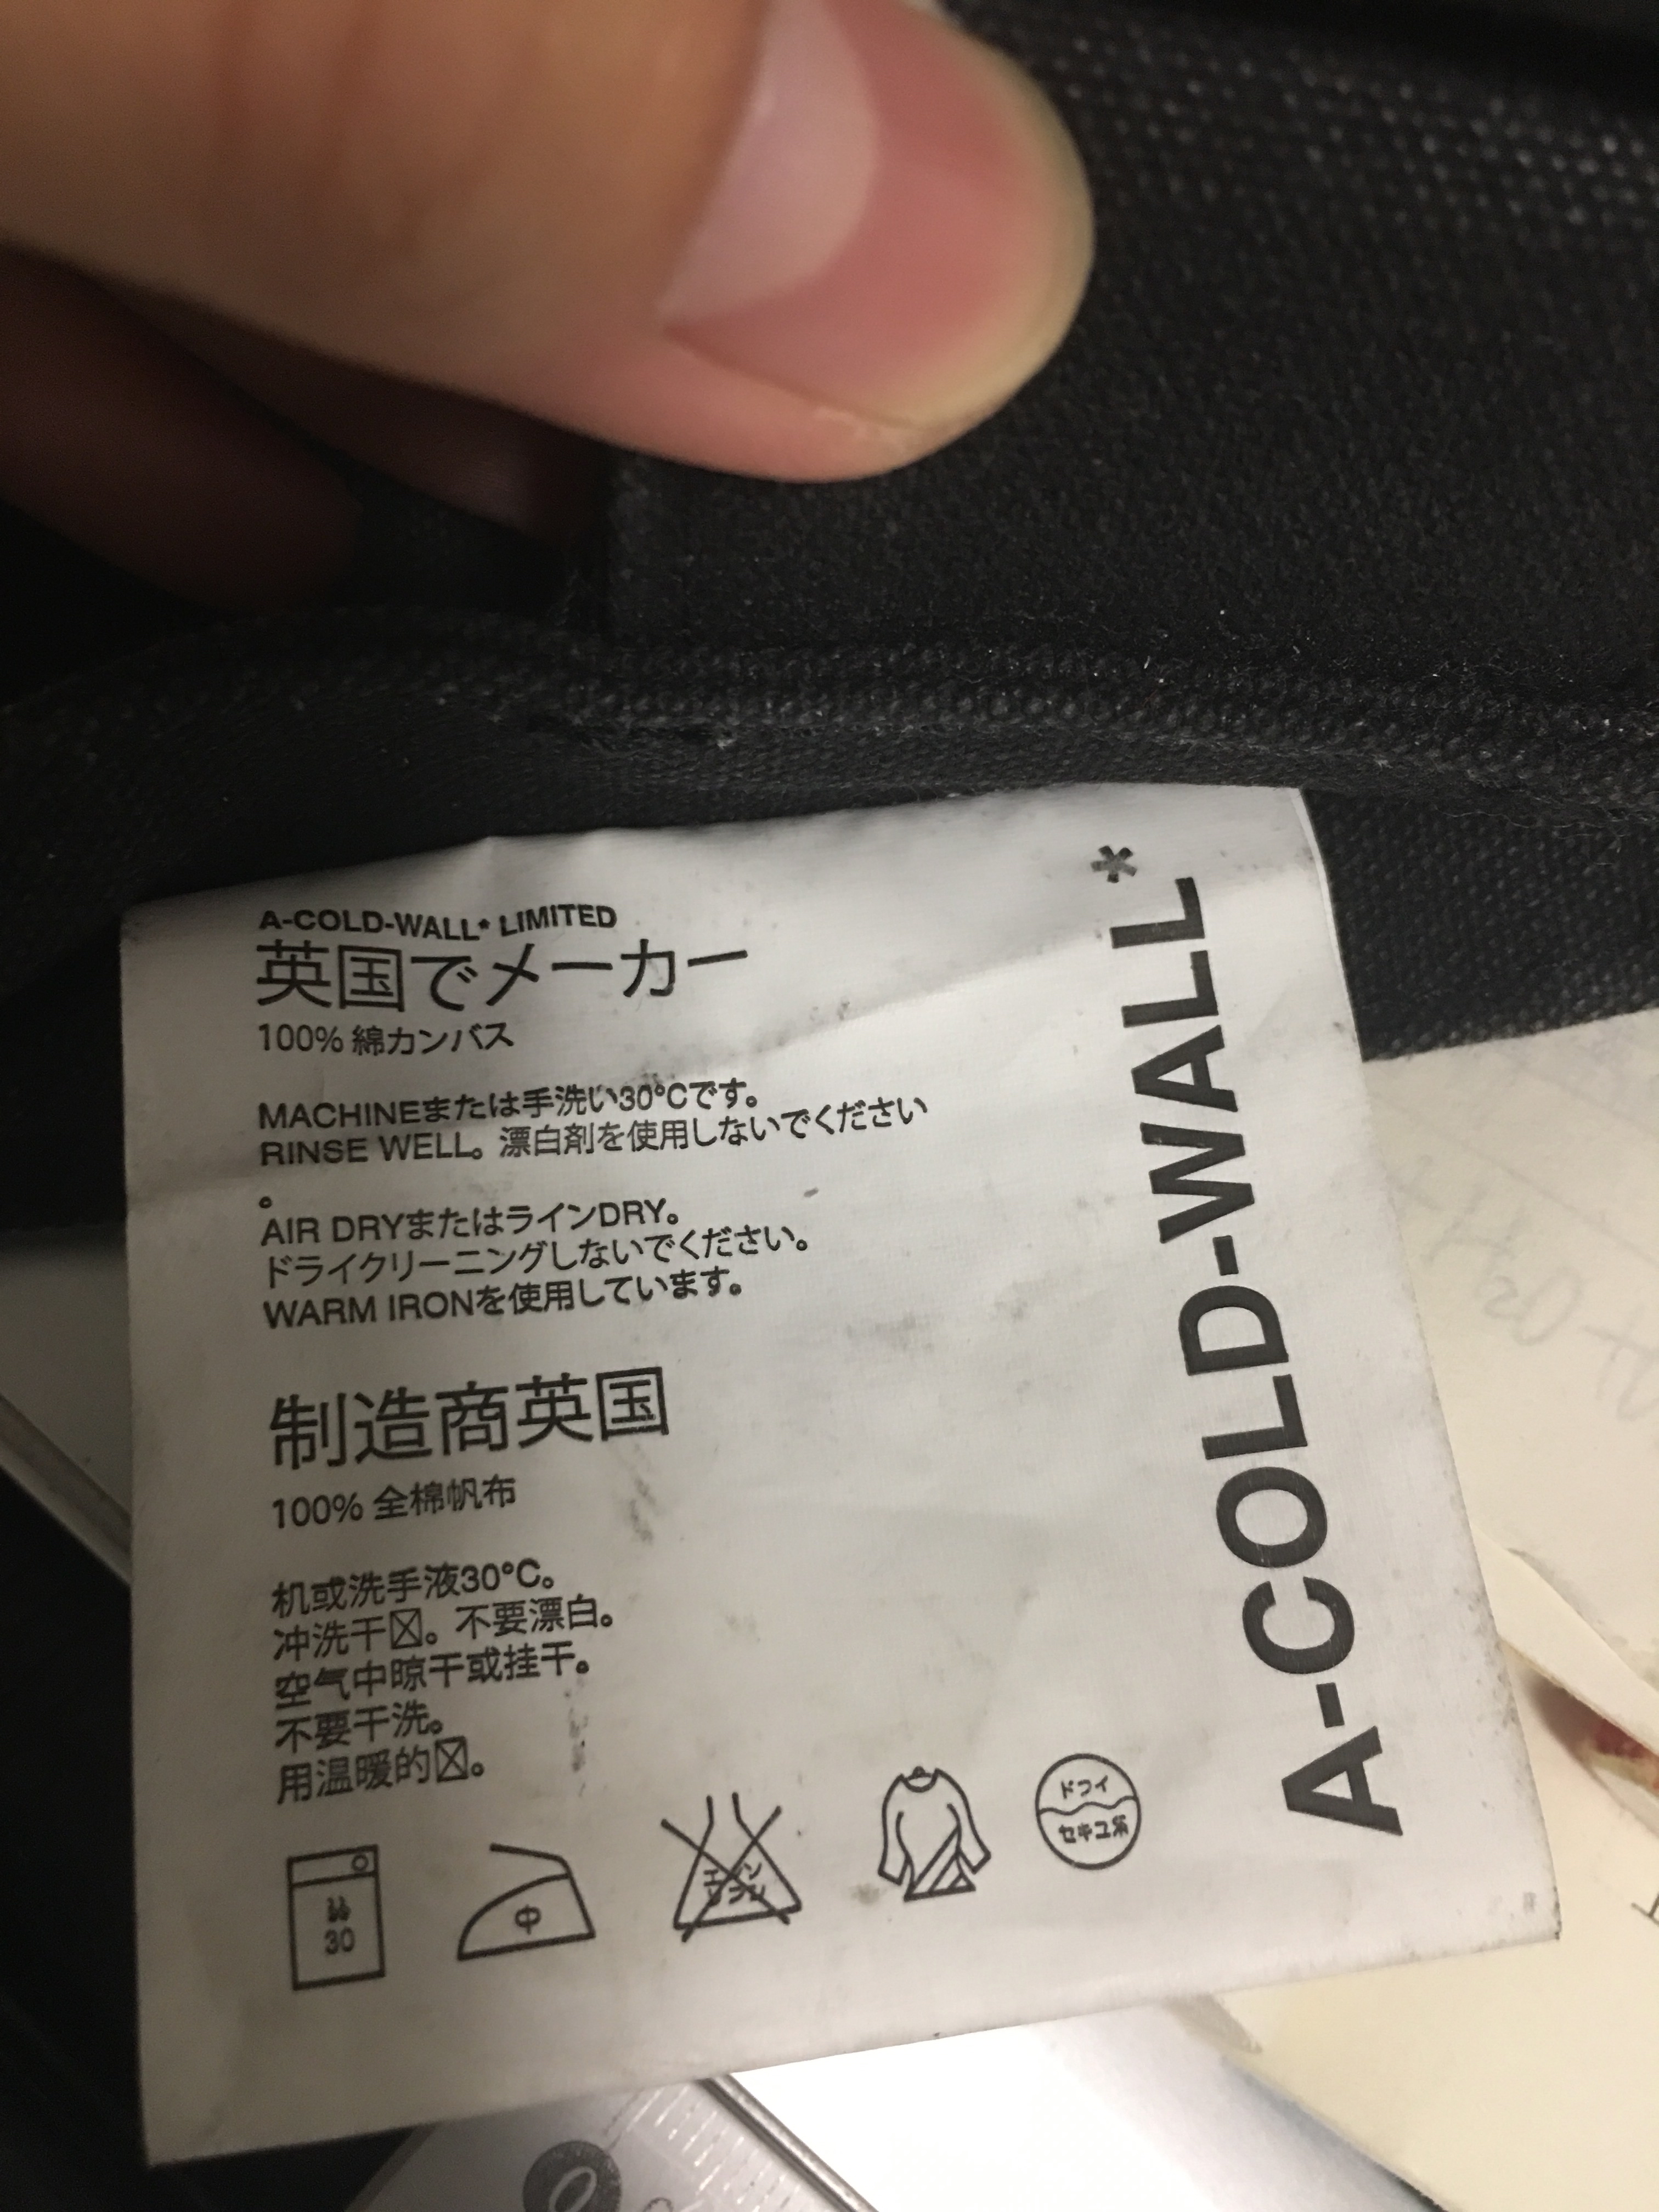 A-COLD-WALL* LIMITED
英国でメーカー
100% 綿カンバス
MACHINEまたは手洗い30°Cです。
RINSE WELL。漂白剤を使用しないでください
。
AIR DRYまたはラインDRY。
ドライクリーニングしないでください。
WARM IRONを使用しています。
制造商英国
100% 全棉帆布
机或洗手液30°C。
冲洗干☒。不要漂白。
空气中晾干或挂干。
不要干洗。
用温暖的☒。
30
中
ドライ
セキユ系
A-COLD-WALL*